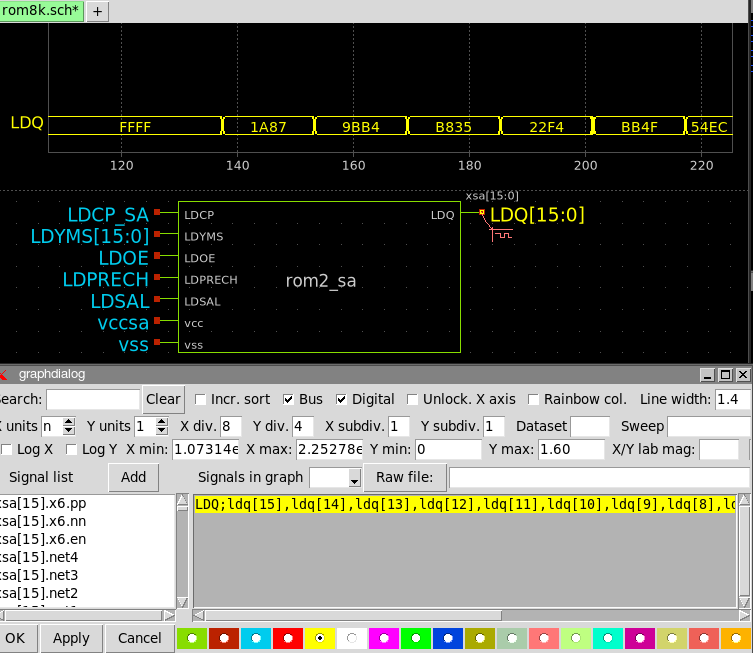 rom8k.sch* +
LDQ FFFF 1A87 9BB4 B835 22F4 BB4F 54EC
120 140 160 180 200 220
xsa[15:0]
LDCP_SA LDCP LDQ LDQ[15:0]
LDYMS[15:0] LDYMS
LDOE LDOE
LDPRECH LDPRECH rom2_sa
LDSAL LDSAL
vccsa vcc
vss vss
graphdialog
Search: Clear Incr. sort Bus Digital Unlock. X axis Rainbow col. Line width: 1.4
X units n Y units 1 X div. 8 Y div. 4 X subdiv. 1 Y subdiv. 1 Dataset Sweep
Log X Log Y X min: 1.07314e X max: 2.25278e Y min: 0 Y max: 1.60 X/Y lab mag:
Signal list Add Signals in graph Raw file:
xsa[15].x6.pp LDQ;ldq[15],ldq[14],ldq[13],ldq[12],ldq[11],ldq[10],ldq[9],ldq[8],ld
xsa[15].x6.nn
xsa[15].x6.en
xsa[15].net4
xsa[15].net3
xsa[15].net2
OK Apply Cancel